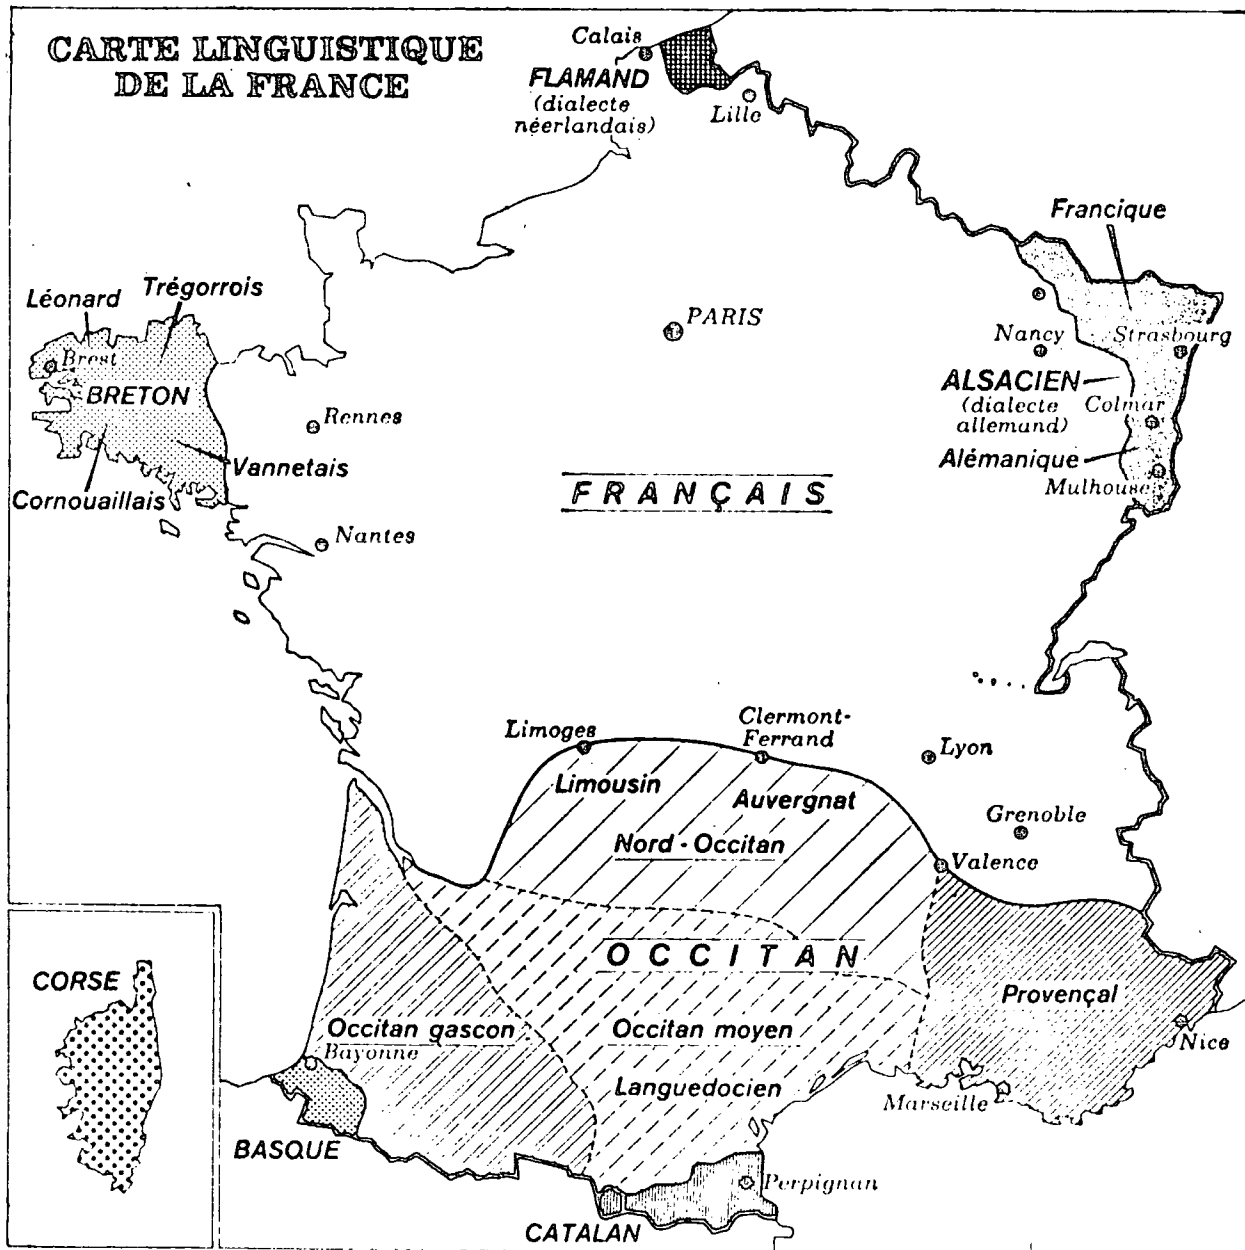 CARTE LINGUISTIQUE
DE LA FRANCE
Calais
FLAMAND
(dialecte
néerlandais)
Lille
Francique
Léonard
Trégorrois
PARIS
Nancy
Strasbourg
Brest
BRETON
ALSACIEN
(dialecte
allemand)
Colmar
Rennes
Vannetais
Alémanique
Cornouaillais
Mulhouse
FRANÇAIS
Nantes
Limoges
Clermont-
Ferrand
Lyon
Limousin
Auvergnat
Grenoble
Nord-Occitan
Valence
OCCITAN
CORSE
Provençal
Occitan gascon
Occitan moyen
Bayonne
Nice
Languedocien
Marseille
BASQUE
Perpignan
CATALAN